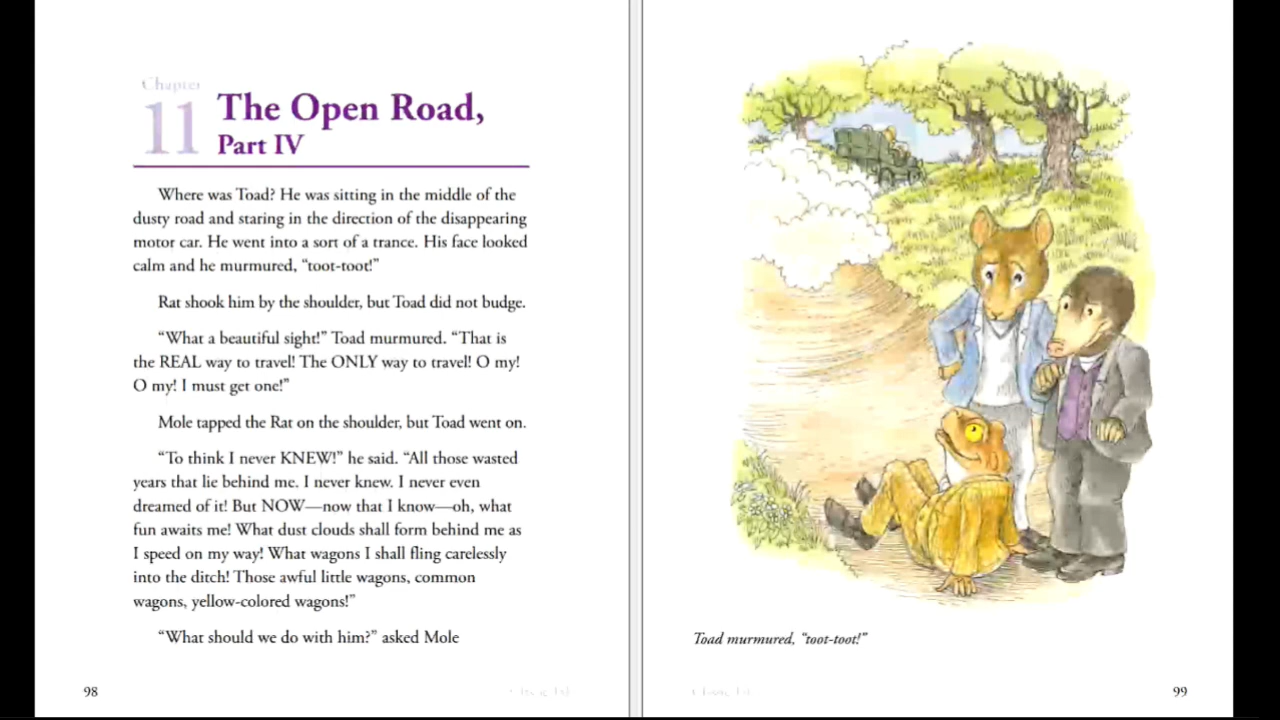 Chapter
11
The Open Road,
Part IV
Where was Toad? He was sitting in the middle of the
dusty road and staring in the direction of the disappearing
motor car. He went into a sort of a trance. His face looked
calm and he murmured, “toot-toot!”
Rat shook him by the shoulder, but Toad did not budge.
“What a beautiful sight!” Toad murmured. “That is
the REAL way to travel! The ONLY way to travel! O my!
O my! I must get one!”
Mole tapped the Rat on the shoulder, but Toad went on.
“To think I never KNEW!” he said. “All those wasted
years that lie behind me. I never knew. I never even
dreamed of it! But NOW—now that I know—oh, what
fun awaits me! What dust clouds shall form behind me as
I speed on my way! What wagons I shall fling carelessly
into the ditch! Those awful little wagons, common
wagons, yellow-colored wagons!”
“What should we do with him?” asked Mole
98
Toad murmured, “toot-toot!”
99